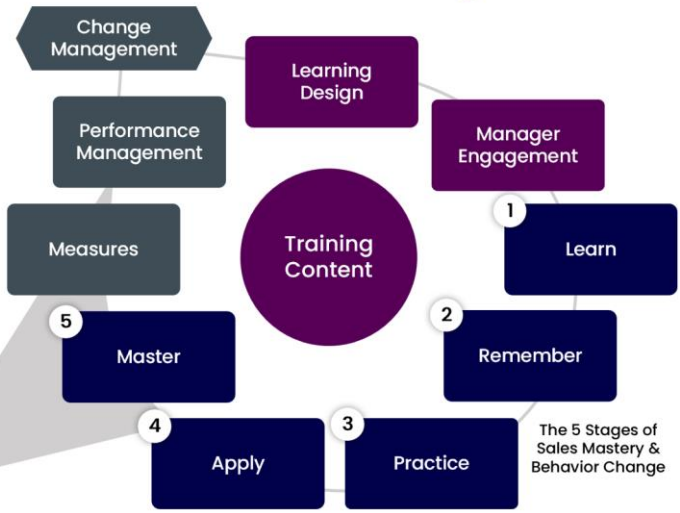 Change
Management
Learning
Design
Performance
Management
Manager
Engagement
Training
Content
Measures
1
Learn
5
Master
2
Remember
4
Apply
3
Practice
The 5 Stages of
Sales Mastery &
Behavior Change